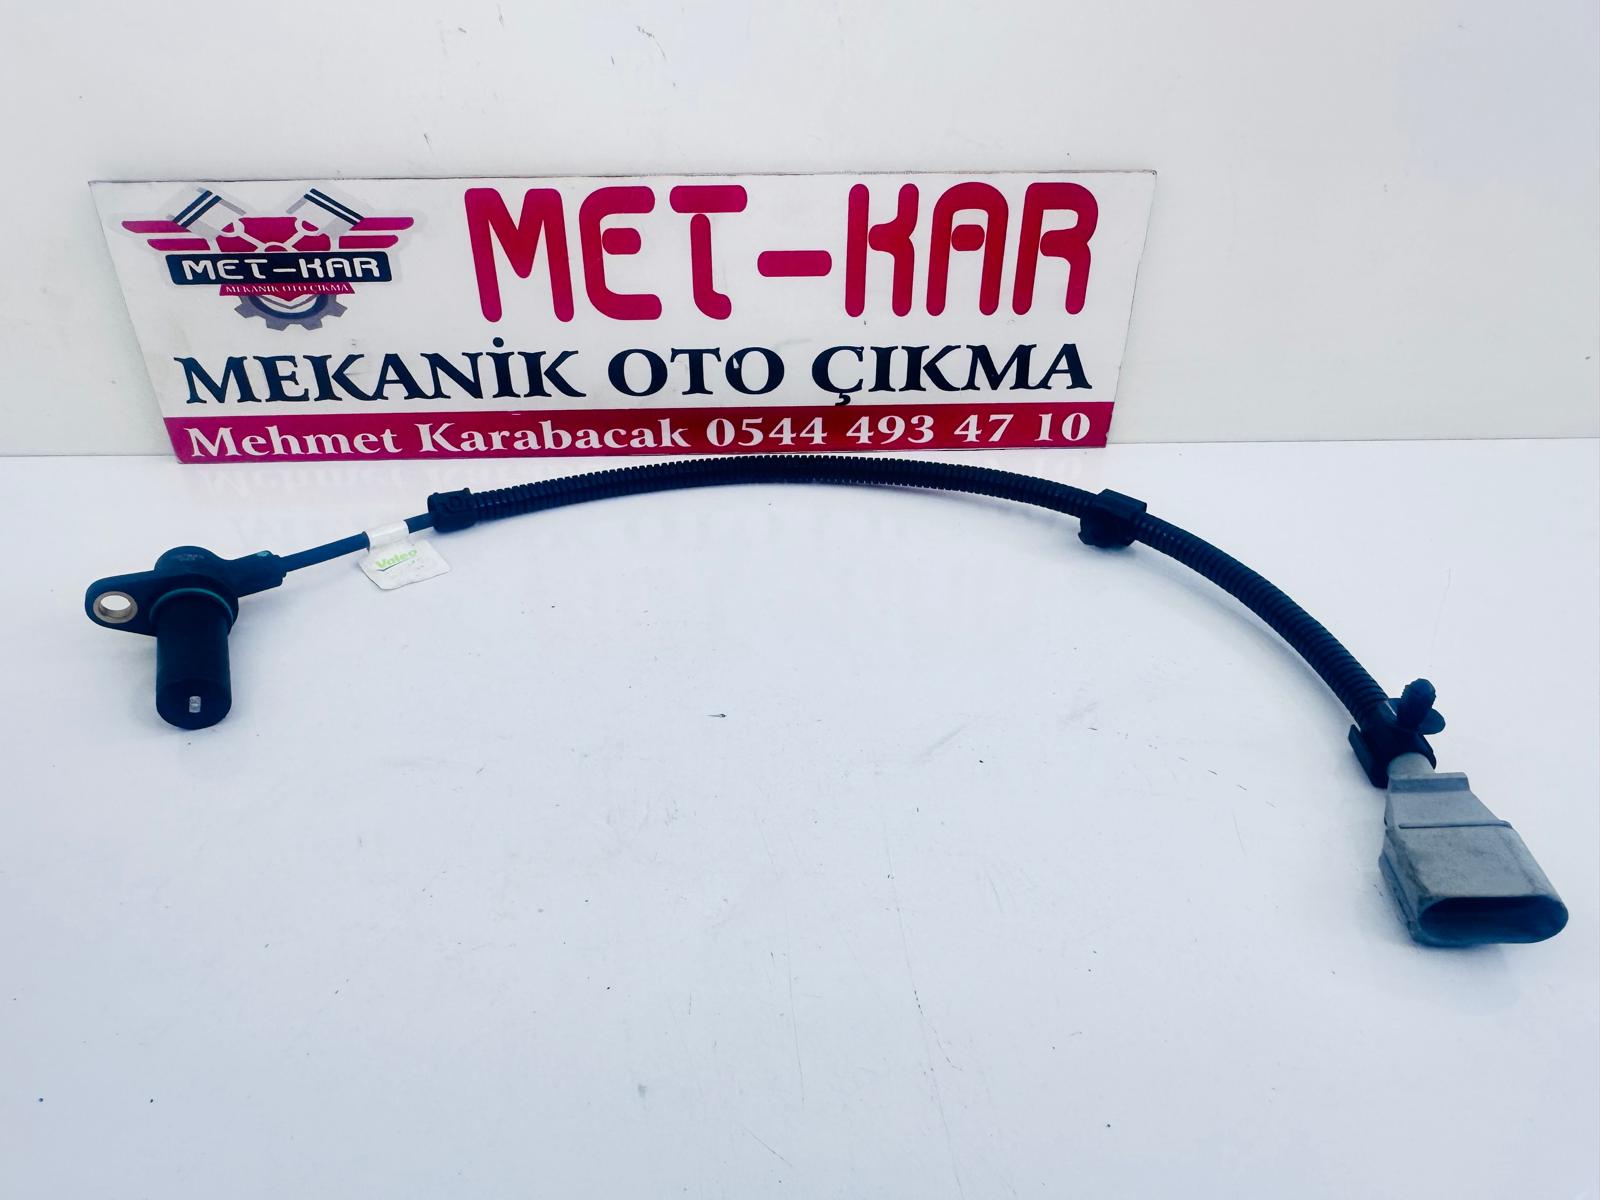 MET-KAR
MEKANİK OTO ÇIKMA
MET-KAR
MEKANİK OTO ÇIKMA
Mehmet Karabacak 0544 493 47 10
Valeo